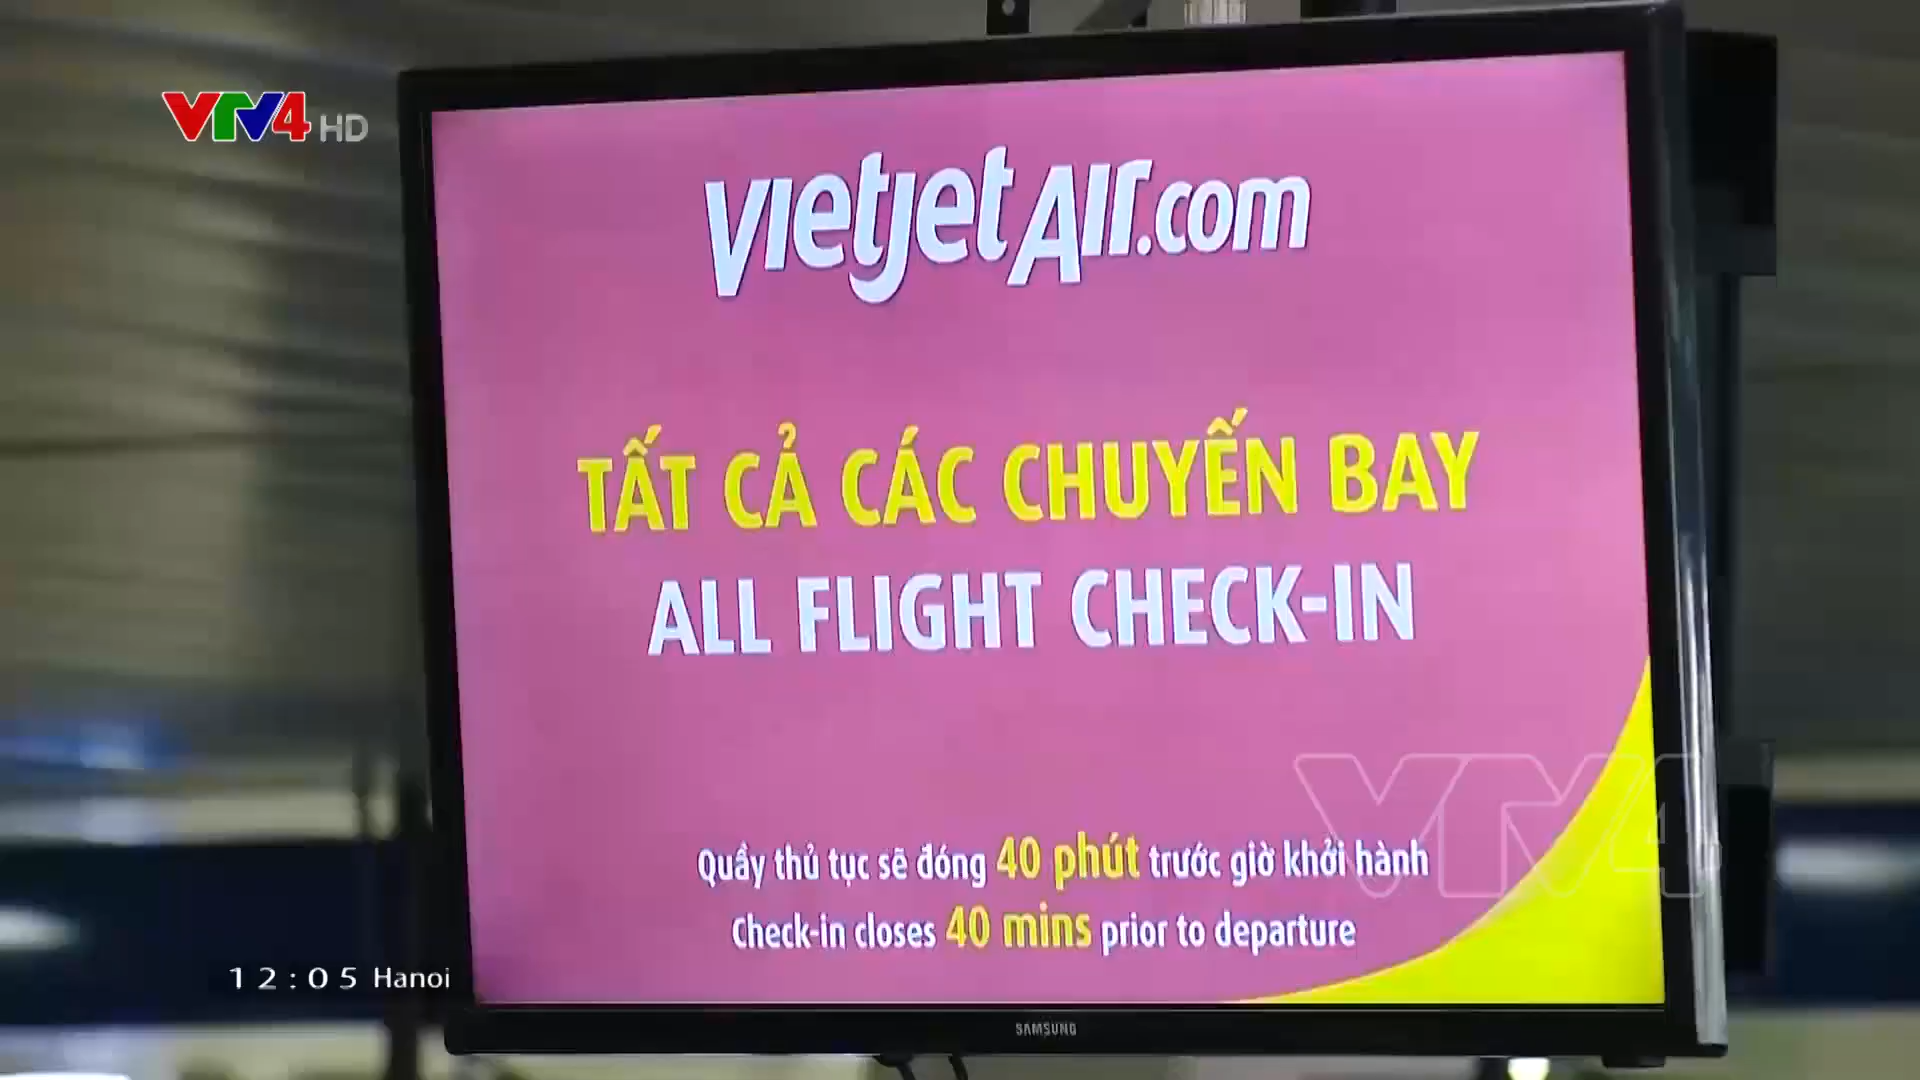 VTV4 HD
vietjetAir.com
TẤT CẢ CÁC CHUYẾN BAY
ALL FLIGHT CHECK-IN
Quầy thủ tục sẽ đóng 40 phút trước giờ khởi hành
Check-in closes 40 mins prior to departure
VTV4
12:05 Hanoi
SAMSUNG